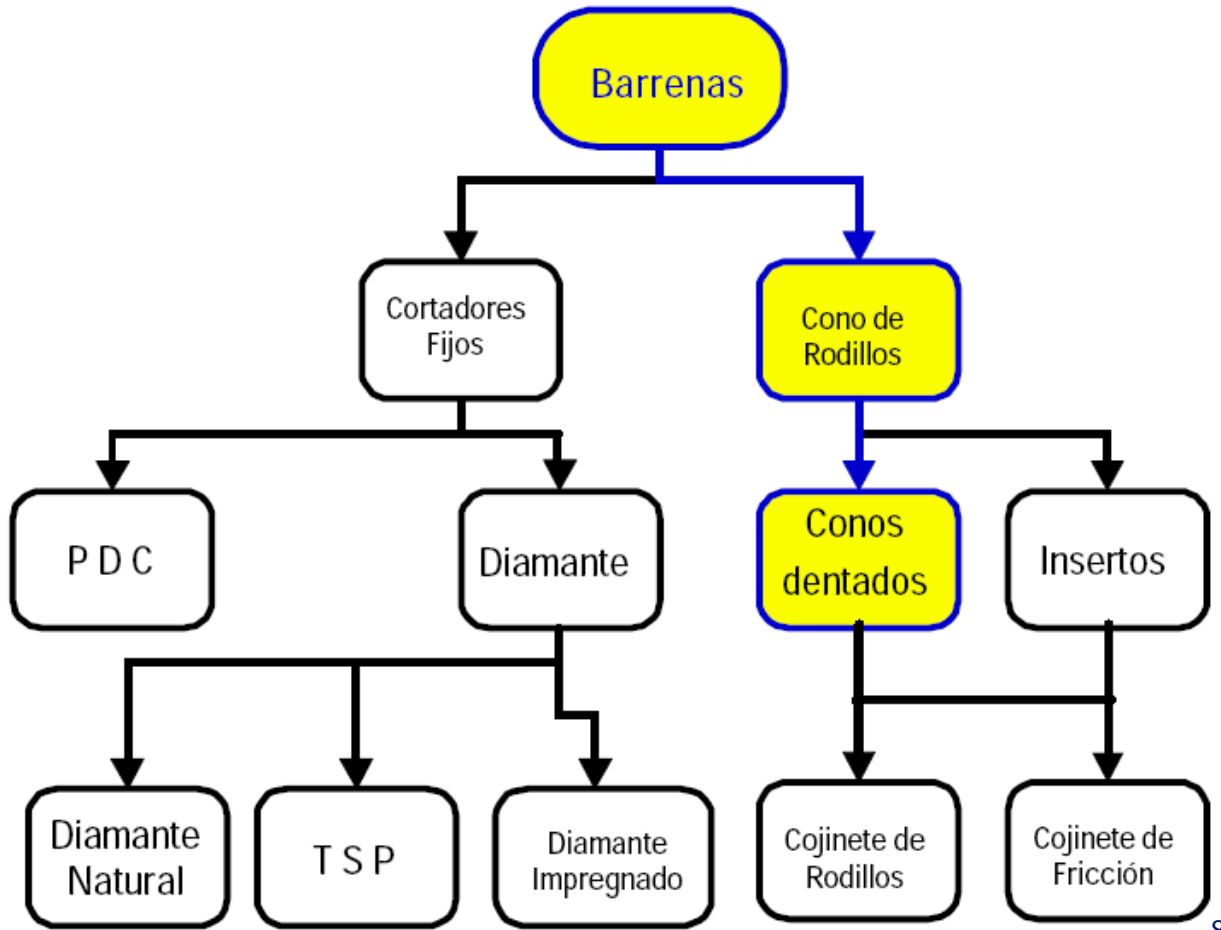 Barrenas
Cortadores
Fijos
Cono de
Rodillos
P D C
Diamante
Conos
dentados
Insertos
Diamante
Natural
T S P
Diamante
Impregnado
Cojinete de
Rodillos
Cojinete de
Fricción